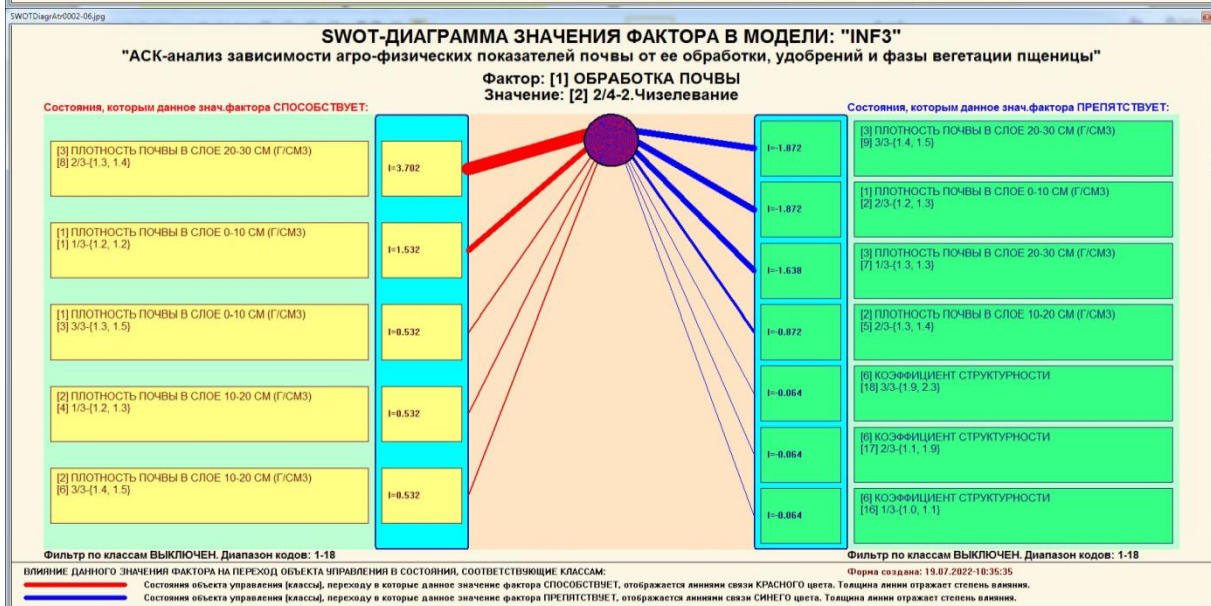 SWOTDiagrAtr0002-06.jpg
SWOT-ДИАГРАММА ЗНАЧЕНИЯ ФАКТОРА В МОДЕЛИ: "INF3"
"АСК-анализ зависимости агро-физических показателей почвы от ее обработки, удобрений и фазы вегетации пщеницы"
Фактор: [1] ОБРАБОТКА ПОЧВЫ
Значение: [2] 2/4-2.Чизелевание
Состояния, которым данное знач.фактора СПОСОБСТВУЕТ:
[3] ПЛОТНОСТЬ ПОЧВЫ В СЛОЕ 20-30 СМ (Г/СМ3)
[8] 2/3-{1.3, 1.4}
I=3.702
[1] ПЛОТНОСТЬ ПОЧВЫ В СЛОЕ 0-10 СМ (Г/СМ3)
[1] 1/3-{1.2, 1.2}
I=1.532
[1] ПЛОТНОСТЬ ПОЧВЫ В СЛОЕ 0-10 СМ (Г/СМ3)
[3] 3/3-{1.3, 1.5}
I=0.532
[2] ПЛОТНОСТЬ ПОЧВЫ В СЛОЕ 10-20 СМ (Г/СМ3)
[4] 1/3-{1.2, 1.3}
I=0.532
[2] ПЛОТНОСТЬ ПОЧВЫ В СЛОЕ 10-20 СМ (Г/СМ3)
[6] 3/3-{1.4, 1.5}
I=0.532
Фильтр по классам ВЫКЛЮЧЕН. Диапазон кодов: 1-18
Состояния, которым данное знач.фактора ПРЕПЯТСТВУЕТ:
I=-1.872
[3] ПЛОТНОСТЬ ПОЧВЫ В СЛОЕ 20-30 СМ (Г/СМ3)
[9] 3/3-{1.4, 1.5}
I=-1.872
[1] ПЛОТНОСТЬ ПОЧВЫ В СЛОЕ 0-10 СМ (Г/СМ3)
[2] 2/3-{1.2, 1.3}
I=-1.638
[3] ПЛОТНОСТЬ ПОЧВЫ В СЛОЕ 20-30 СМ (Г/СМ3)
[7] 1/3-{1.3, 1.3}
I=-0.872
[2] ПЛОТНОСТЬ ПОЧВЫ В СЛОЕ 10-20 СМ (Г/СМ3)
[5] 2/3-{1.3, 1.4}
I=-0.064
[6] КОЭФФИЦИЕНТ СТРУКТУРНОСТИ
[18] 3/3-{1.9, 2.3}
I=-0.064
[6] КОЭФФИЦИЕНТ СТРУКТУРНОСТИ
[17] 2/3-{1.1, 1.9}
I=-0.064
[6] КОЭФФИЦИЕНТ СТРУКТУРНОСТИ
[16] 1/3-{1.0, 1.1}
Фильтр по классам ВЫКЛЮЧЕН. Диапазон кодов: 1-18
ВЛИЯНИЕ ДАННОГО ЗНАЧЕНИЯ ФАКТОРА НА ПЕРЕХОД ОБЪЕКТА УПРАВЛЕНИЯ В СОСТОЯНИЯ, СООТВЕТСТВУЮЩИЕ КЛАССАМ:
Форма создана: 19.07.2022-10:35:35
Состояния объекта управления [классы], переходу в которые данное значение фактора СПОСОБСТВУЕТ, отображается линиями связи КРАСНОГО цвета. Толщина линии отражает степень влияния.
Состояния объекта управления [классы], переходу в которые данное значение фактора ПРЕПЯТСТВУЕТ, отображается линиями связи СИНЕГО цвета. Толщина линии отражает степень влияния.